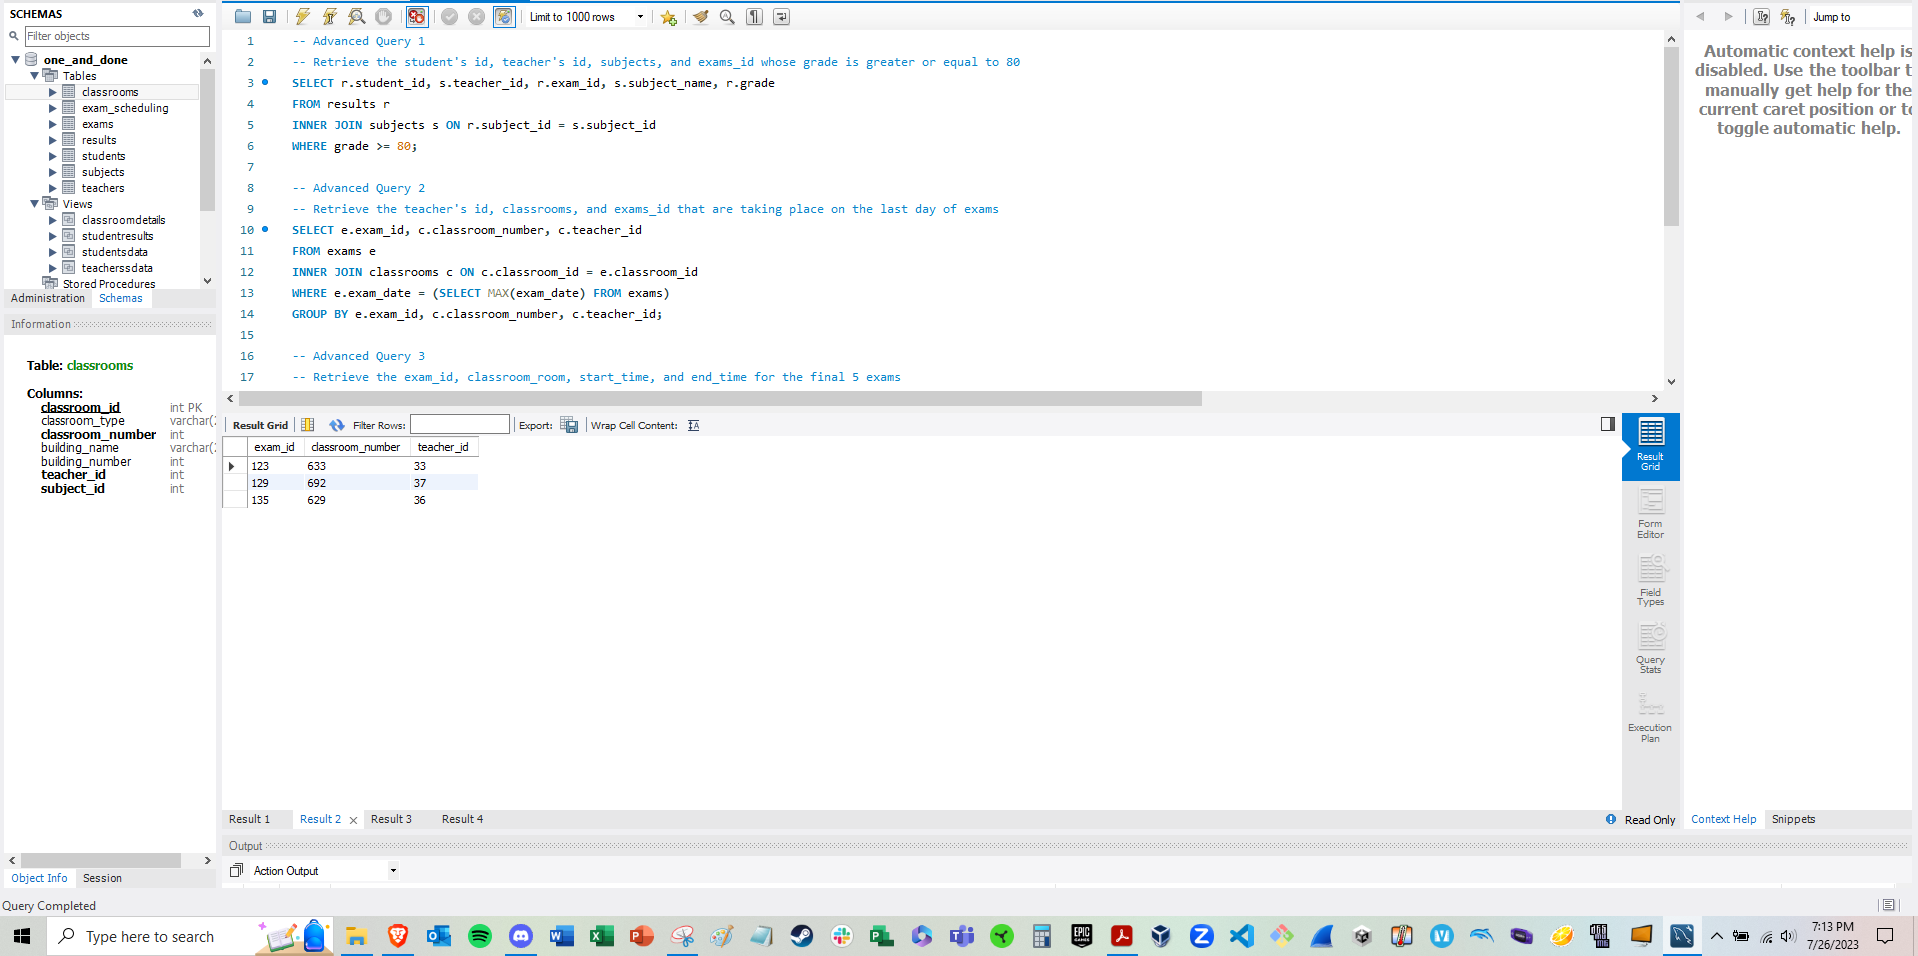 SCHEMAS
Filter objects
one_and_done
Tables
classrooms
exam_scheduling
exams
results
students
subjects
teachers
Views
classroomdetails
studentresults
studentsdata
teacherssdata
Stored Procedures
Administration Schemas
Information
Table: classrooms
Columns:
classroom_id int PK
classroom_type varchar(
classroom_number int
building_name varchar(
building_number int
teacher_id int
subject_id int
Object Info Session
Query Completed
Limit to 1000 rows
1 -- Advanced Query 1
2 -- Retrieve the student's id, teacher's id, subjects, and exams_id whose grade is greater or equal to 80
3 SELECT r.student_id, s.teacher_id, r.exam_id, s.subject_name, r.grade
4 FROM results r
5 INNER JOIN subjects s ON r.subject_id = s.subject_id
6 WHERE grade >= 80;
7
8 -- Advanced Query 2
9 -- Retrieve the teacher's id, classrooms, and exams_id that are taking place on the last day of exams
10 SELECT e.exam_id, c.classroom_number, c.teacher_id
11 FROM exams e
12 INNER JOIN classrooms c ON c.classroom_id = e.classroom_id
13 WHERE e.exam_date = (SELECT MAX(exam_date) FROM exams)
14 GROUP BY e.exam_id, c.classroom_number, c.teacher_id;
15
16 -- Advanced Query 3
17 -- Retrieve the exam_id, classroom_room, start_time, and end_time for the final 5 exams
Result Grid Filter Rows: Export: Wrap Cell Content:
exam_id classroom_number teacher_id
123 633 33
129 692 37
135 629 36
Result
Grid
Form
Editor
Field
Types
Query
Stats
Execution
Plan
Result 1 Result 2 Result 3 Result 4
Read Only
Output
Action Output
Jump to
Automatic context help is
disabled. Use the toolbar t
manually get help for the
current caret position or to
toggle automatic help.
Context Help Snippets
Type here to search
7:13 PM
7/26/2023